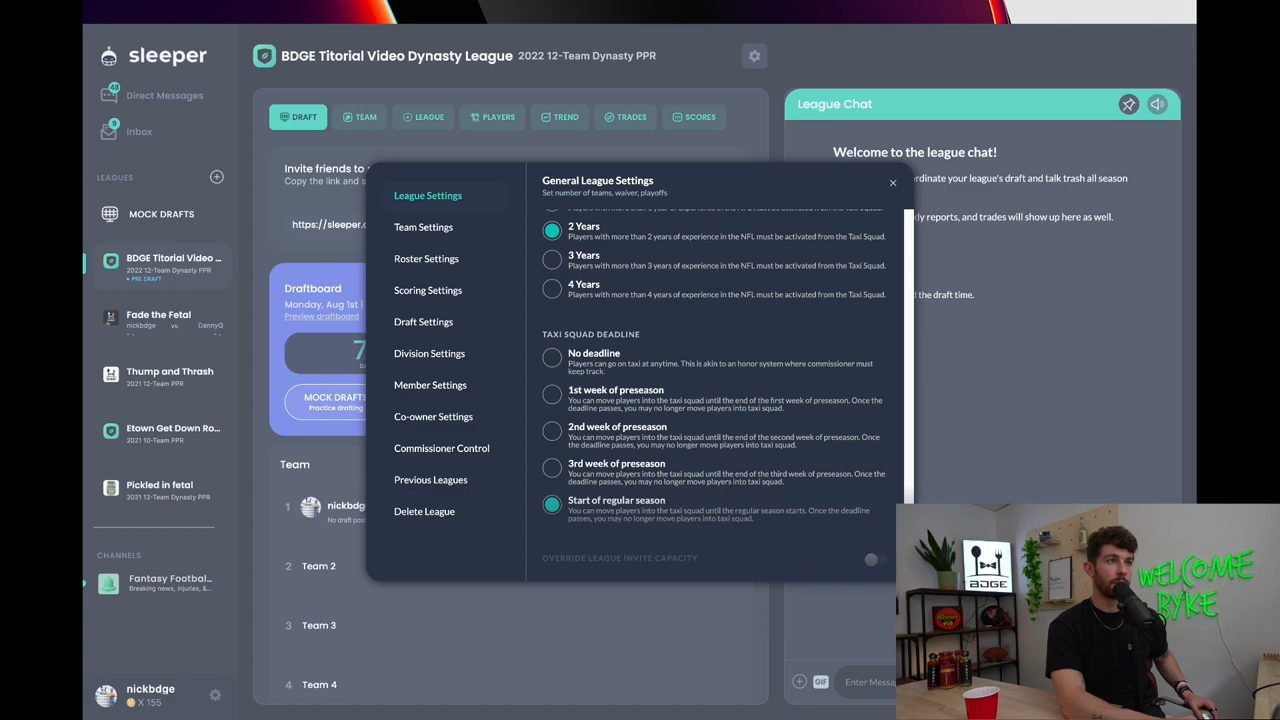 sleeper
48
Direct Messages
9
Inbox
LEAGUES
MOCK DRAFTS
BDGE Titorial Video ...
2022 12-Team Dynasty PPR
• PRE DRAFT
Fade the Fetal
nickbdge vs. DannyQ
Thump and Thrash
2021 12-Team PPR
Etown Get Down Ro...
2021 10-Team PPR
Pickled in fetal
2021 12-Team Dynasty PPR
CHANNELS
Fantasy Footbal...
Breaking news, injuries, &...
nickbdge
X 155
BDGE Titorial Video Dynasty League 2022 12-Team Dynasty PPR
DRAFT
TEAM
LEAGUE
PLAYERS
TREND
TRADES
SCORES
Invite friends to
Copy the link and s
https://sleeper.c
Draftboard
Monday, Aug 1st |
Preview draftboard
7
MOCK DRAFT
Practice drafting
Team
1 nickbdg
No draft pos
2 Team 2
3 Team 3
4 Team 4
League Settings
Team Settings
Roster Settings
Scoring Settings
Draft Settings
Division Settings
Member Settings
Co-owner Settings
Commissioner Control
Previous Leagues
Delete League
General League Settings
Set number of teams, waiver, playoffs
2 Years
Players with more than 2 years of experience in the NFL must be activated from the Taxi Squad.
3 Years
Players with more than 3 years of experience in the NFL must be activated from the Taxi Squad.
4 Years
Players with more than 4 years of experience in the NFL must be activated from the Taxi Squad.
TAXI SQUAD DEADLINE
No deadline
Players can go on taxi at anytime. This is akin to an honor system where commissioner must
keep track.
1st week of preseason
You can move players into the taxi squad until the end of the first week of preseason. Once the
deadline passes, you may no longer move players into taxi squad.
2nd week of preseason
You can move players into the taxi squad until the end of the second week of preseason. Once
the deadline passes, you may no longer move players into taxi squad.
3rd week of preseason
You can move players into the taxi squad until the end of the third week of preseason. Once the
deadline passes, you may no longer move players into taxi squad.
Start of regular season
You can move players into the taxi squad until the regular season starts. Once the deadline
passes, you may no longer move players into taxi squad.
OVERRIDE LEAGUE INVITE CAPACITY
League Chat
Welcome to the league chat!
ordinate your league's draft and talk trash all season
kly reports, and trades will show up here as well.
d the draft time.
GIF
Enter Messa
BDGE
WELCOME
BYKE